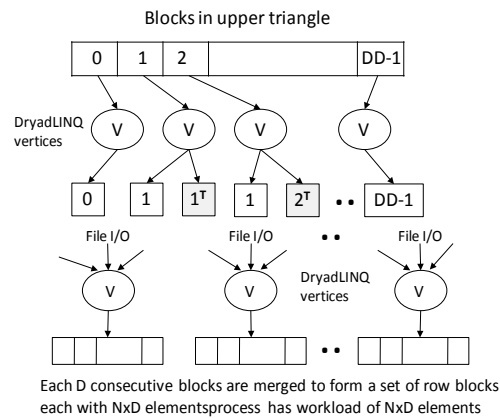 Blocks in upper triangle
0 1 2 DD-1
DryadLINQ
vertices
V V V V
0 1 1T 1 2T DD-1
File I/O File I/O File I/O
DryadLINQ
vertices
V V V
Each D consecutive blocks are merged to form a set of row blocks
each with NxD elementsprocess has workload of NxD elements